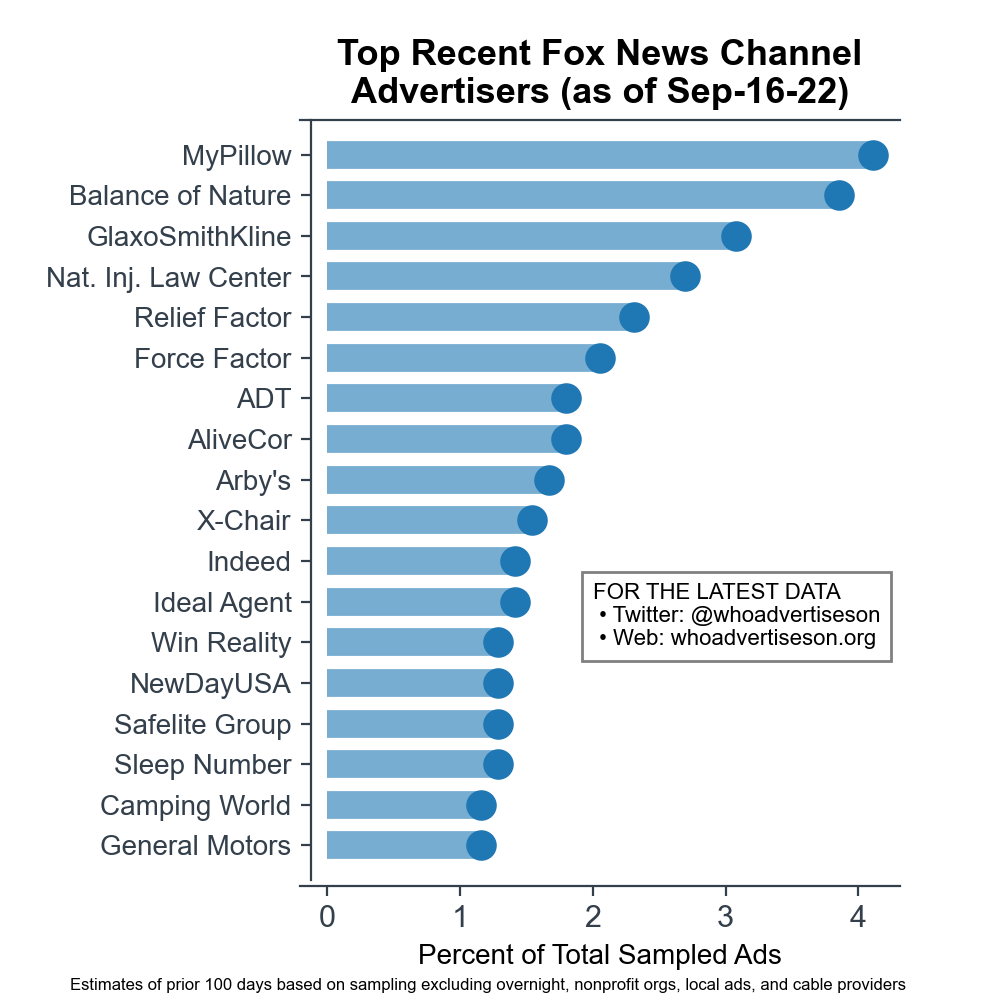 Top Recent Fox News Channel
Advertisers (as of Sep-16-22)
MyPillow
Balance of Nature
GlaxoSmithKline
Nat. Inj. Law Center
Relief Factor
Force Factor
ADT
AliveCor
Arby's
X-Chair
Indeed
Ideal Agent
Win Reality
NewDayUSA
Safelite Group
Sleep Number
Camping World
General Motors
FOR THE LATEST DATA
• Twitter: @whoadvertiseson
• Web: whoadvertiseson.org
0 1 2 3 4
Percent of Total Sampled Ads
Estimates of prior 100 days based on sampling excluding overnight, nonprofit orgs, local ads, and cable providers